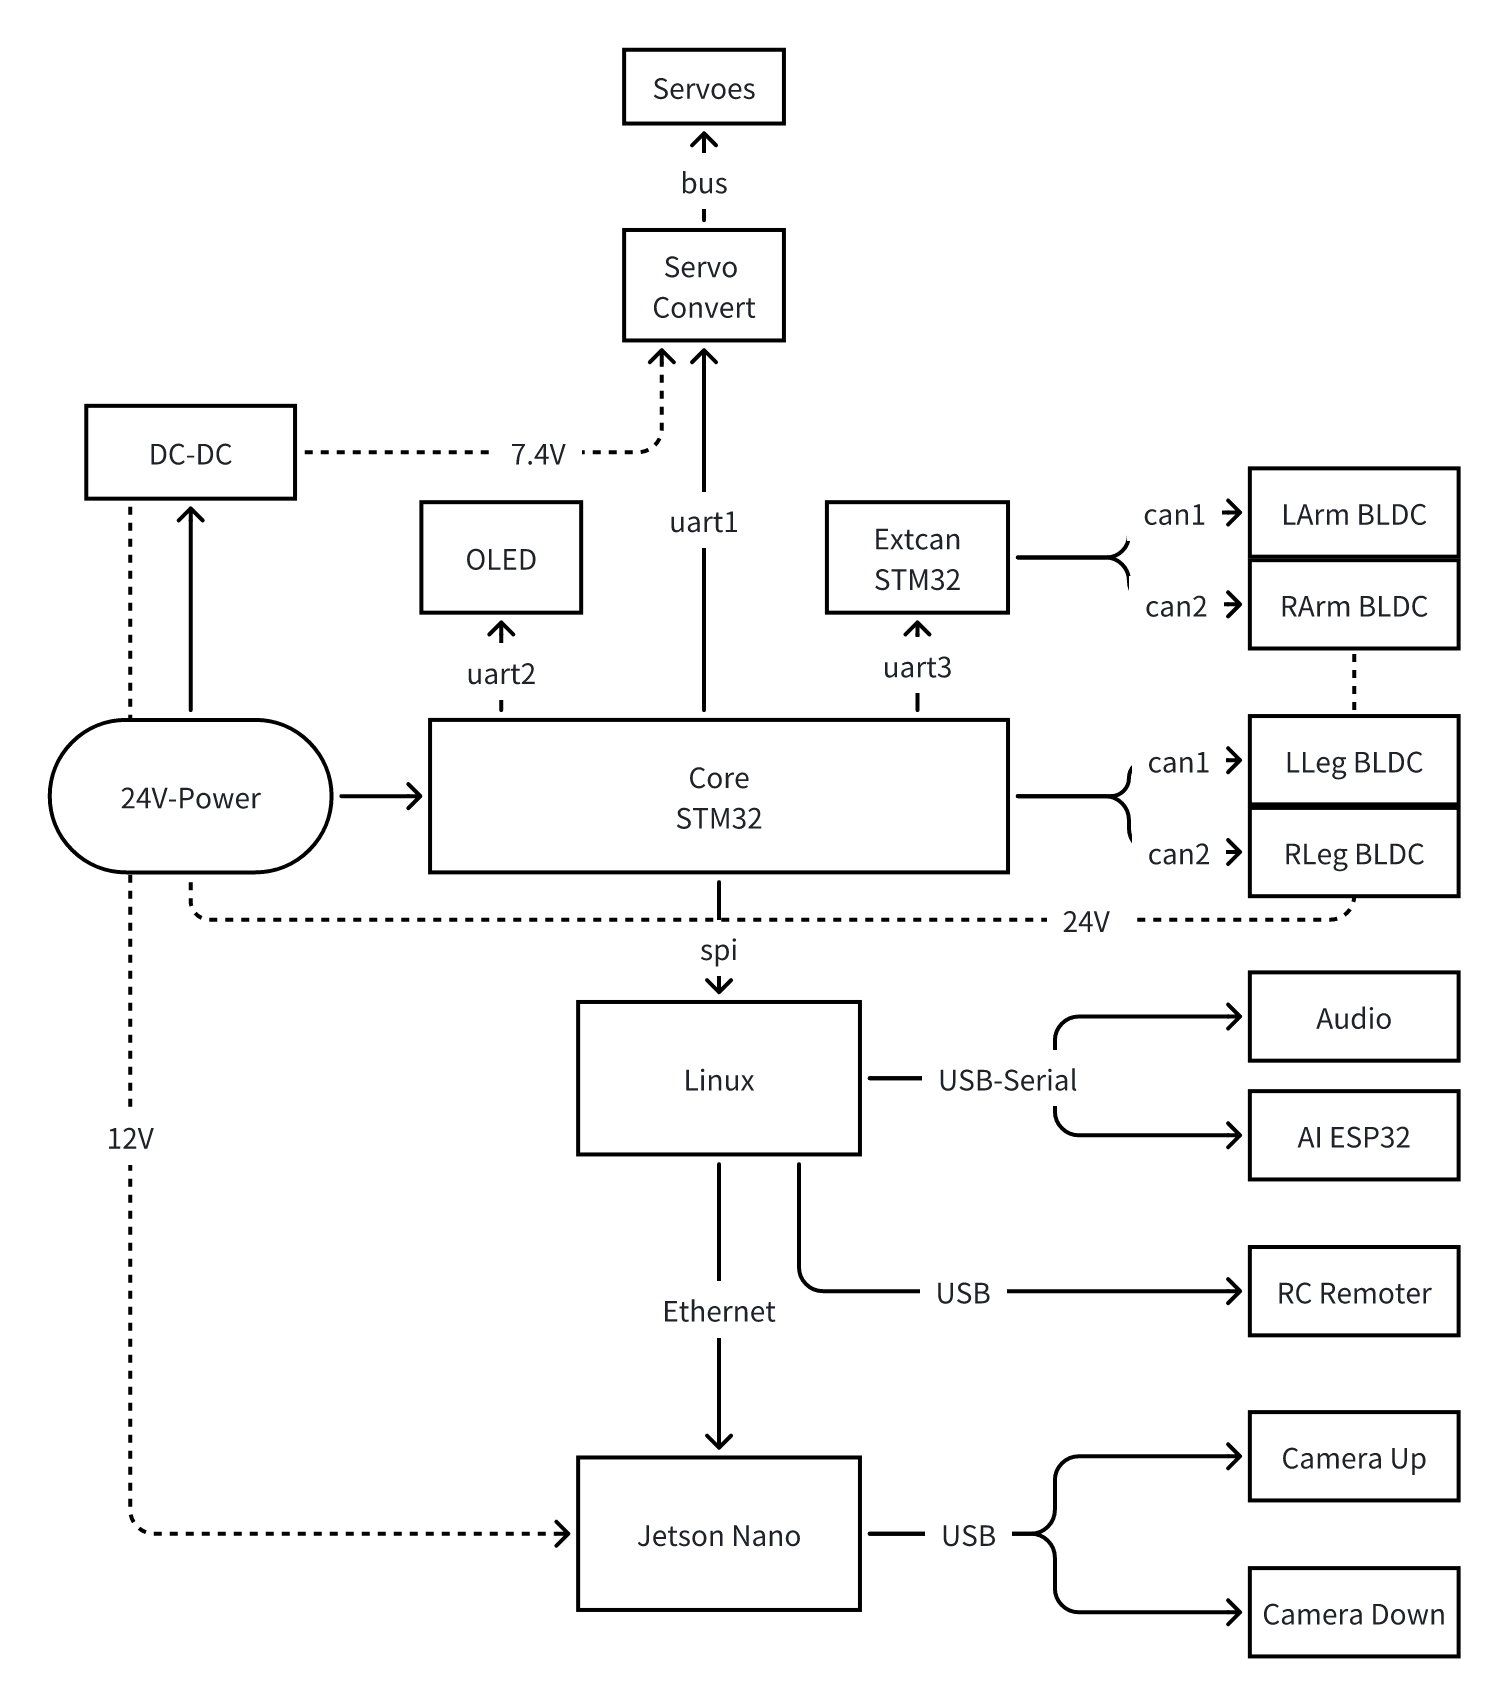 Servoes
bus
Servo
Convert
DC-DC
7.4V
uart1
OLED
Extcan
STM32
can1
LArm BLDC
can2
RArm BLDC
uart2
uart3
24V-Power
Core
STM32
can1
LLeg BLDC
can2
RLeg BLDC
24V
spi
Audio
Linux
USB-Serial
12V
AI ESP32
Ethernet
USB
RC Remoter
Camera Up
Jetson Nano
USB
Camera Down